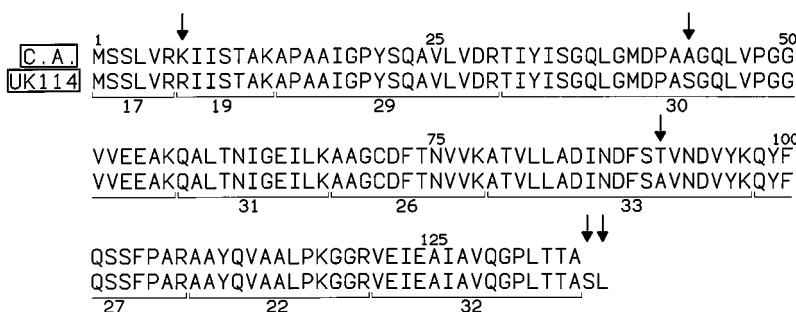 1 25 50
C.A. MSSLVRKIISTAKAPAAIGPYSQAVLVDRTIYISGQLGMDPAAGQLVPGG
UK114 MSSLVRRIISTAKAPAAIGPYSQAVLVDRTIYISGQLGMDPASGQLVPGG
17 19 29 30
75 100
VVEEAKQALTNIGEILKAAGCDFTNVVKATVLLADINDFSTVNDVYKQYF
VVEEAKQALTNIGEILKAAGCDFTNVVKATVLLADINDFSAVNDVYKQYF
31 26 33
125
QSSFPARAAYQVAALPKGGRVEIEAIAVQGPLTTA
QSSFPARAAYQVAALPKGGRVEIEAIAVQGPLTTASL
27 22 32